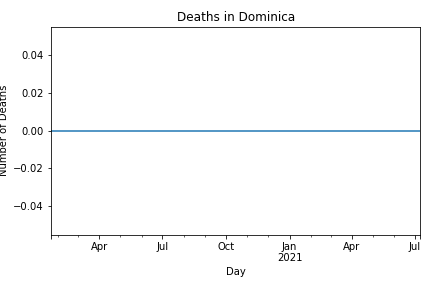 Deaths in Dominica
0.04
0.02
0.00
−0.02
−0.04
Number of Deaths
Apr Jul Oct Jan Apr Jul
2021
Day